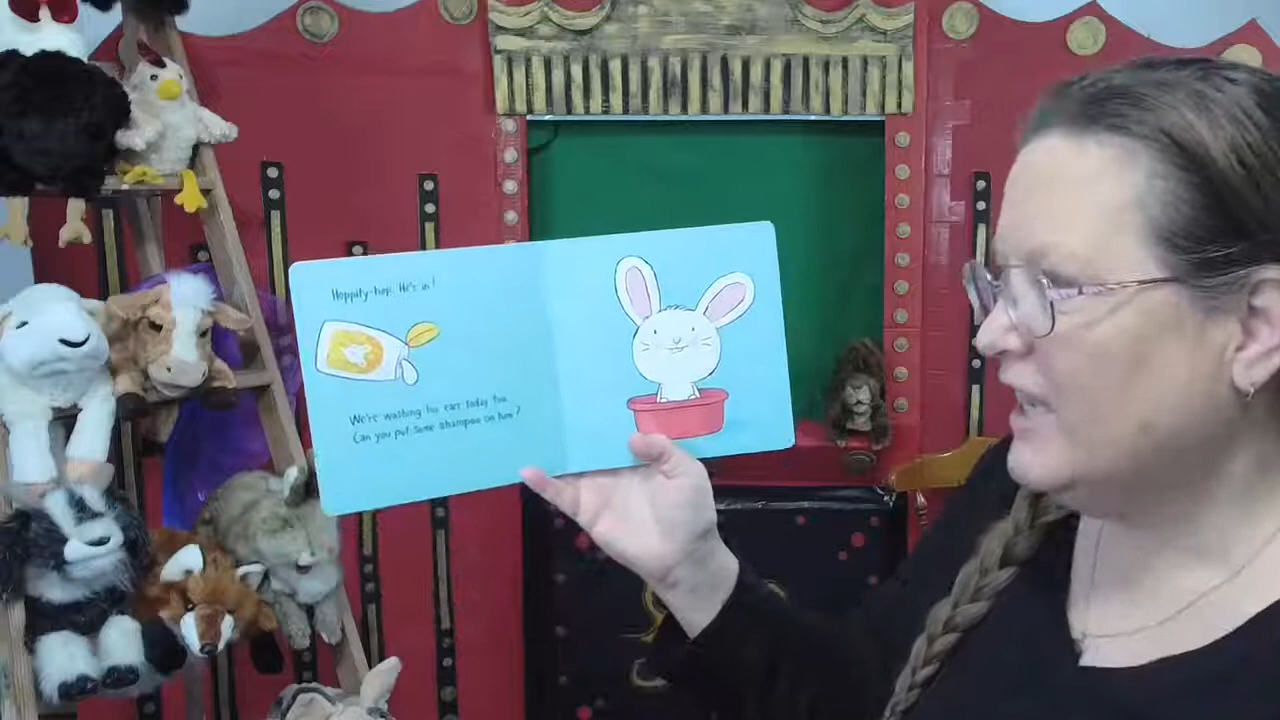 Hoppity-hop. He's in!
We're washing his ears today too.
Can you put some shampoo on him?